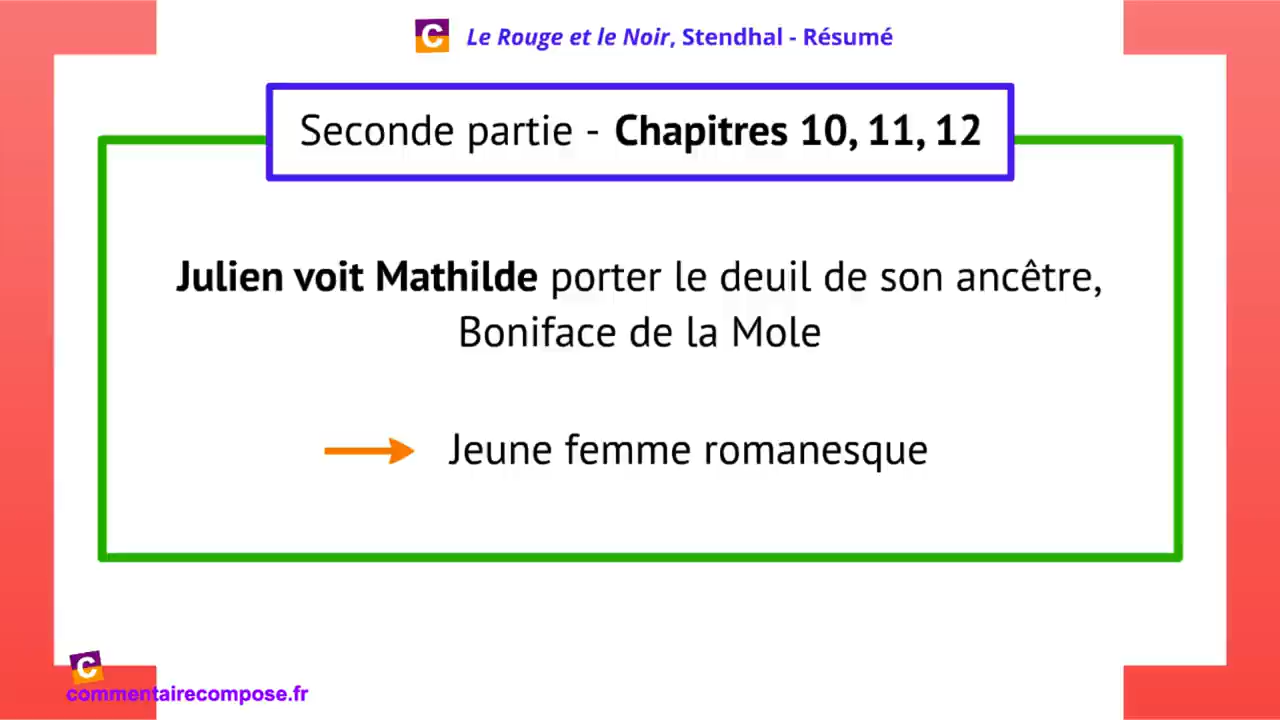 C Le Rouge et le Noir, Stendhal - Résumé
Seconde partie - Chapitres 10, 11, 12
Julien voit Mathilde porter le deuil de son ancêtre,
Boniface de la Mole
Jeune femme romanesque
C
commentairecompose.fr